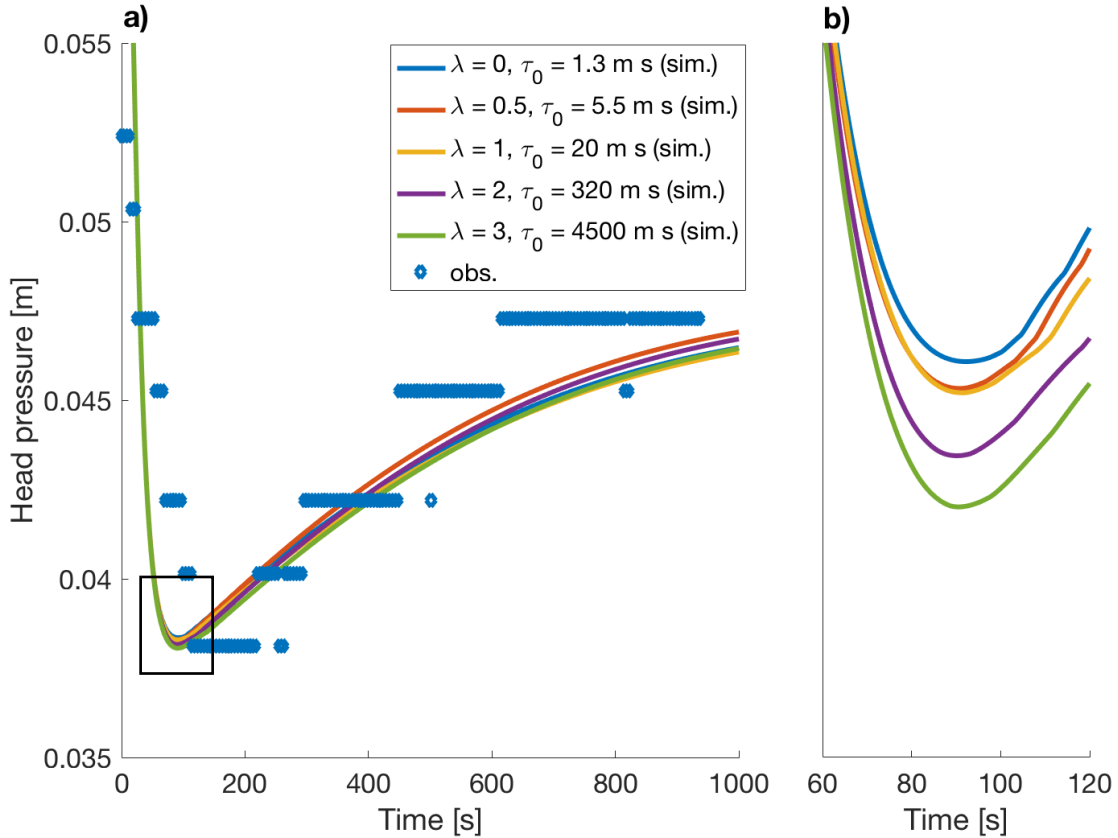 a)
b)
0.055
0.05
0.045
0.04
0.035
Head pressure [m]
λ = 0, τ0 = 1.3 m s (sim.)
λ = 0.5, τ0 = 5.5 m s (sim.)
λ = 1, τ0 = 20 m s (sim.)
λ = 2, τ0 = 320 m s (sim.)
λ = 3, τ0 = 4500 m s (sim.)
obs.
0 200 400 600 800 1000
Time [s]
60 80 100 120
Time [s]